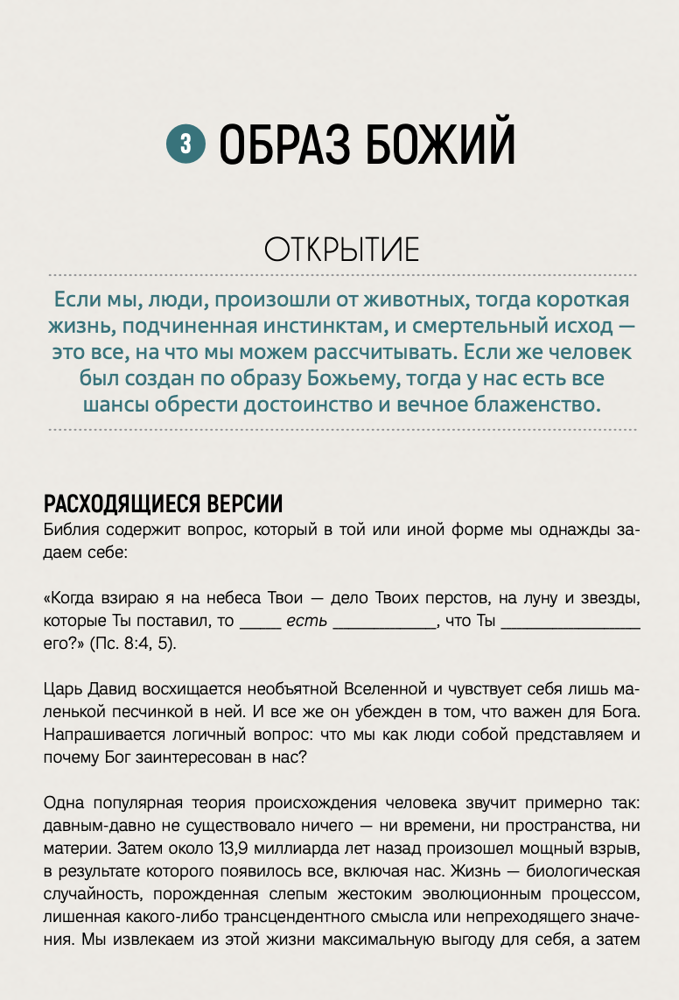 3 ОБРАЗ БОЖИЙ
ОТКРЫТИЕ
Если мы, люди, произошли от животных, тогда короткая
жизнь, подчиненная инстинктам, и смертельный исход —
это все, на что мы можем рассчитывать. Если же человек
был создан по образу Божьему, тогда у нас есть все
шансы обрести достоинство и вечное блаженство.
РАСХОДЯЩИЕСЯ ВЕРСИИ
Библия содержит вопрос, который в той или иной форме мы однажды за-
даем себе:
«Когда взираю я на небеса Твои — дело Твоих перстов, на луну и звезды,
которые Ты поставил, то _____ есть ____________, что Ты ________________
его?» (Пс. 8:4, 5).
Царь Давид восхищается необъятной Вселенной и чувствует себя лишь ма-
ленькой песчинкой в ней. И все же он убежден в том, что важен для Бога.
Напрашивается логичный вопрос: что мы как люди собой представляем и
почему Бог заинтересован в нас?
Одна популярная теория происхождения человека звучит примерно так:
давным-давно не существовало ничего — ни времени, ни пространства, ни
материи. Затем около 13,9 миллиарда лет назад произошел мощный взрыв,
в результате которого появилось все, включая нас. Жизнь — биологическая
случайность, порожденная слепым жестоким эволюционным процессом,
лишенная какого-либо трансцендентного смысла или непреходящего значе-
ния. Мы извлекаем из этой жизни максимальную выгоду для себя, а затем